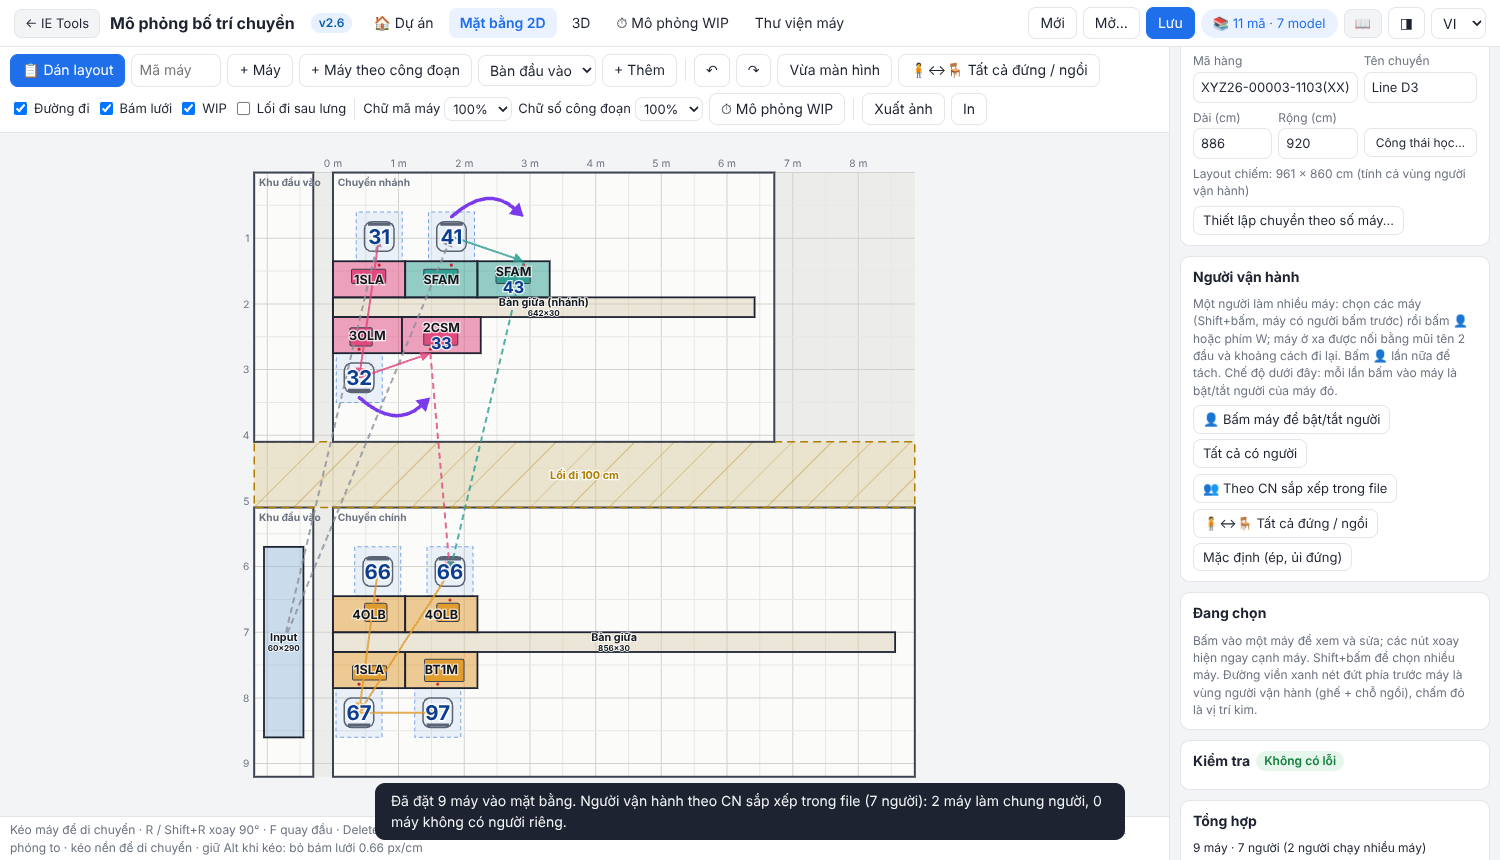 ← IE Tools
Mô phỏng bố trí chuyền
v2.6
🏠 Dự án
Mặt bằng 2D
3D
⏱ Mô phỏng WIP
Thư viện máy
Mới
Mở...
Lưu
📚 11 mã · 7 model
VI
📋 Dán layout
Mã máy
+ Máy
+ Máy theo công đoạn
Bàn đầu vào
+ Thêm
↶
↷
Vừa màn hình
🧍↔🪑 Tất cả đứng / ngồi
Đường đi
Bám lưới
WIP
Lối đi sau lưng
Chữ mã máy
100%
Chữ số công đoạn
100%
⏱ Mô phỏng WIP
Xuất ảnh
In
0 m
1 m
2 m
3 m
4 m
5 m
6 m
7 m
8 m
Khu đầu vào
Chuyền nhánh
31
41
1
1SLA
SFAM
SFAM
43
2
Bàn giữa (nhánh)
642×30
3OLM
2CSM
33
3
32
4
Lối đi 100 cm
5
Khu đầu vào
Chuyền chính
6
66
66
4OLB
4OLB
7
Input
60×290
Bàn giữa
856×30
1SLA
BT1M
8
67
97
9
Đã đặt 9 máy vào mặt bằng. Người vận hành theo CN sắp xếp trong file (7 người): 2 máy làm chung người, 0
máy không có người riêng.
Kéo máy để di chuyển · R / Shift+R xoay 90° · F quay đầu · Delete
phóng to · kéo nền để di chuyển · giữ Alt khi kéo: bỏ bám lưới 0.66 px/cm
Mã hàng
Tên chuyền
XYZ26-00003-1103(XX)
Line D3
Dài (cm)
Rộng (cm)
886
920
Công thái học...
Layout chiếm: 961 × 860 cm (tính cả vùng người
vận hành)
Thiết lập chuyền theo số máy...
Người vận hành
Một người làm nhiều máy: chọn các máy
(Shift+bấm, máy có người bấm trước) rồi bấm 👤
hoặc phím W; máy ở xa được nối bằng mũi tên 2
đầu và khoảng cách đi lại. Bấm 👤 lần nữa để
tách. Chế độ dưới đây: mỗi lần bấm vào máy là
bật/tắt người của máy đó.
👤 Bấm máy để bật/tắt người
Tất cả có người
👥 Theo CN sắp xếp trong file
🧍↔🪑 Tất cả đứng / ngồi
Mặc định (ép, ủi đứng)
Đang chọn
Bấm vào một máy để xem và sửa; các nút xoay
hiện ngay cạnh máy. Shift+bấm để chọn nhiều
máy. Đường viền xanh nét đứt phía trước máy là
vùng người vận hành (ghế + chỗ ngồi), chấm đỏ
là vị trí kim.
Kiểm tra
Không có lỗi
Tổng hợp
9 máy · 7 người (2 người chạy nhiều máy)